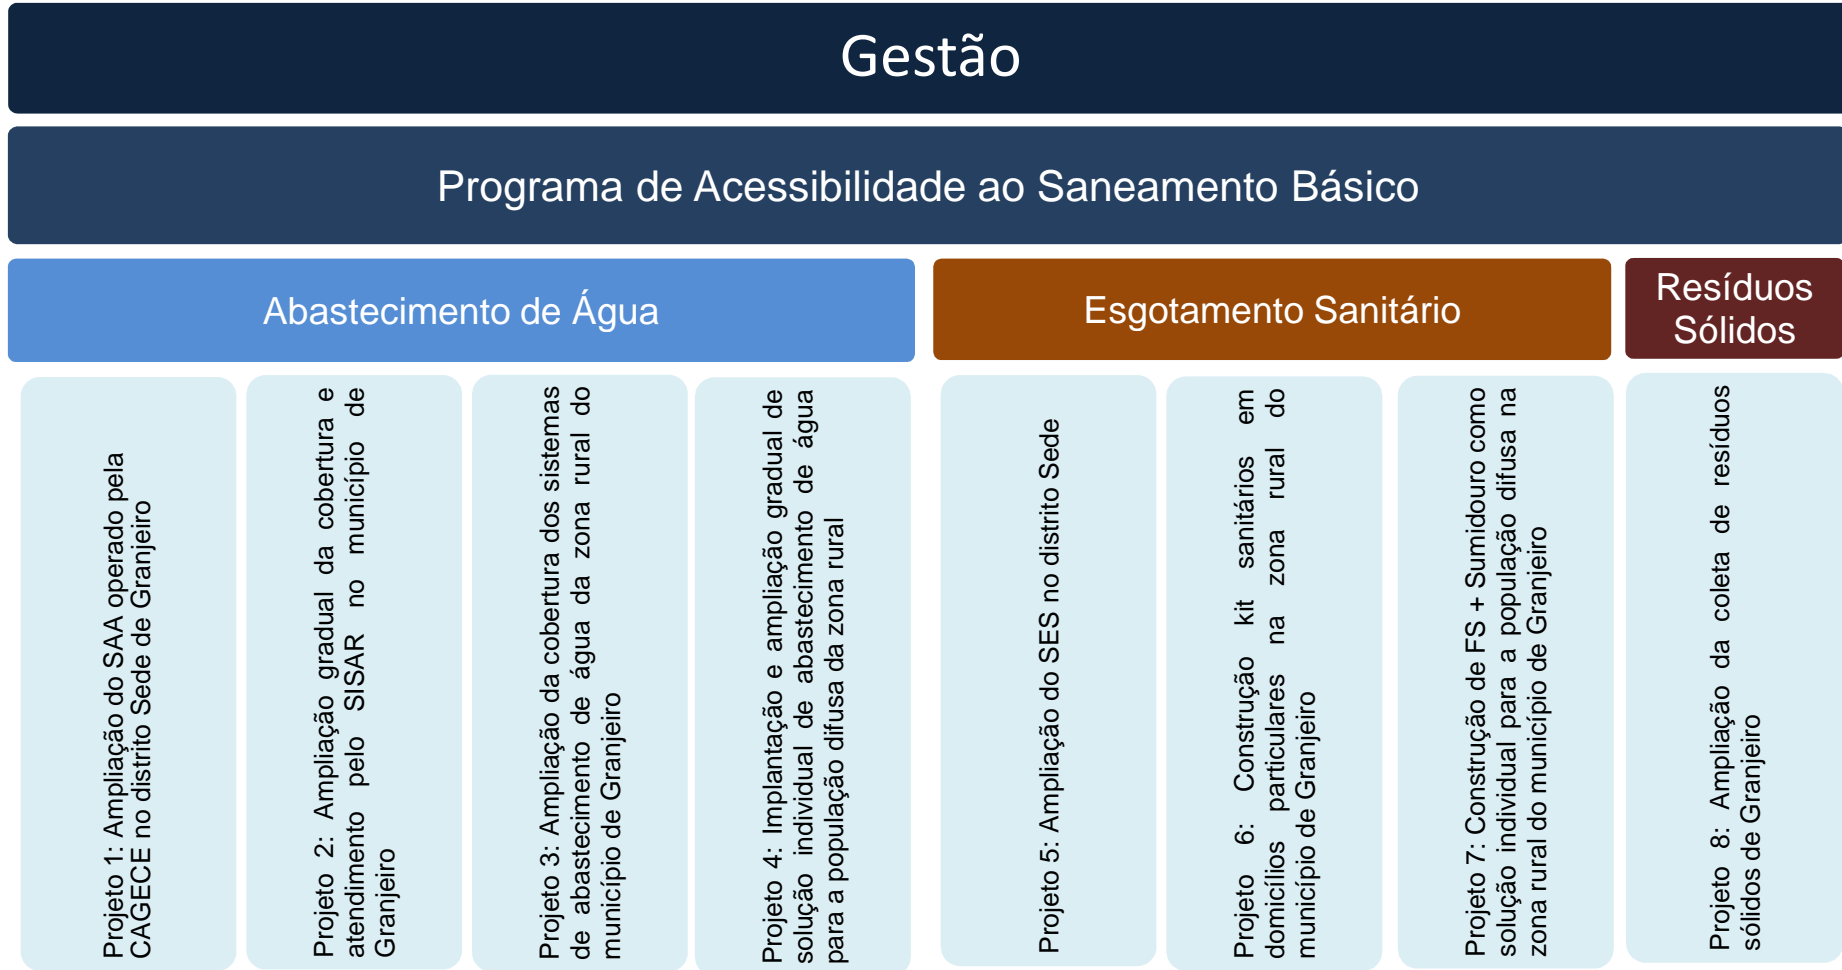 Gestão
Programa de Acessibilidade ao Saneamento Básico
Abastecimento de Água
Esgotamento Sanitário
Resíduos
Sólidos
Projeto 1: Ampliação do SAA operado pela
CAGECE no distrito Sede de Granjeiro
Projeto 2: Ampliação gradual da cobertura e
atendimento pelo SISAR no município de
Granjeiro
Projeto 3: Ampliação da cobertura dos sistemas
de abastecimento de água da zona rural do
município de Granjeiro
Projeto 4: Implantação e ampliação gradual de
solução individual de abastecimento de água
para a população difusa da zona rural
Projeto 5: Ampliação do SES no distrito Sede
Projeto 6: Construção kit sanitários em
domicílios particulares na zona rural do
município de Granjeiro
Projeto 7: Construção de FS + Sumidouro como
solução individual para a população difusa na
zona rural do município de Granjeiro
Projeto 8: Ampliação da coleta de resíduos
sólidos de Granjeiro